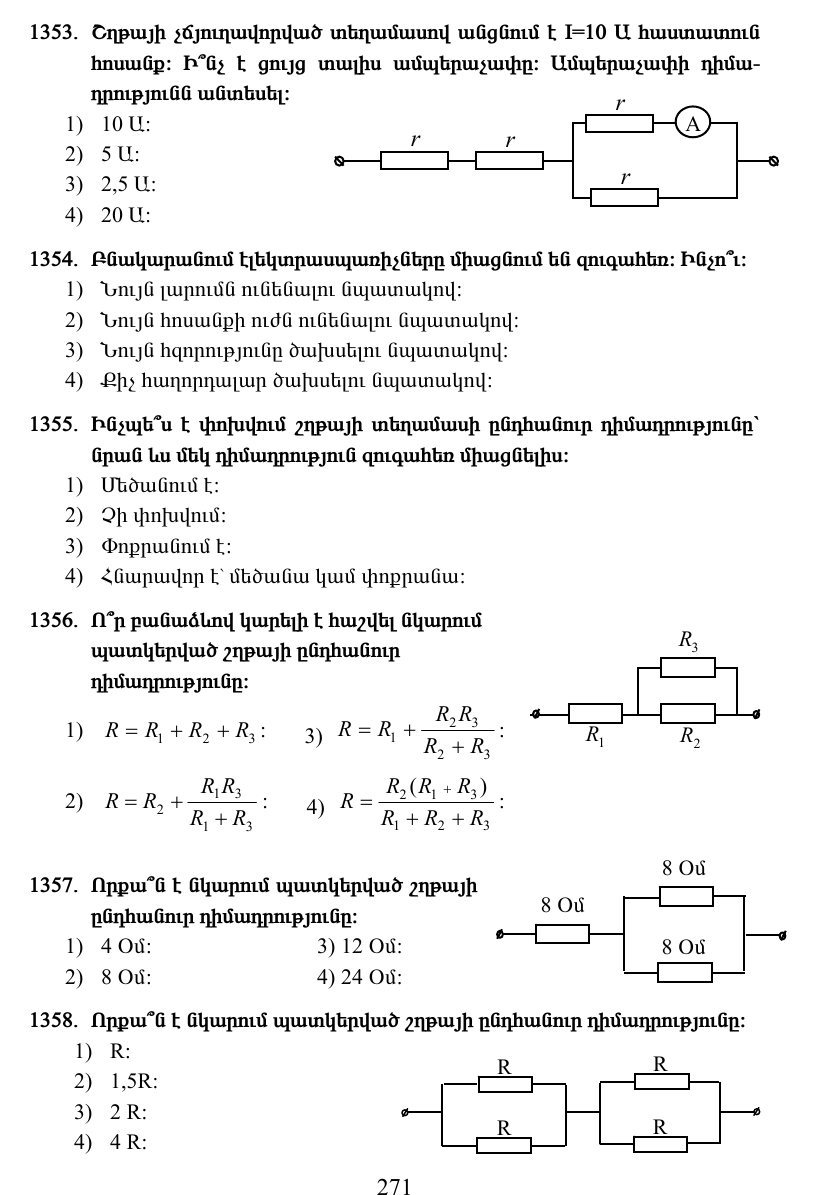 1353. Շղթայի չճյուղավորված տեղամասով անցնում է I=10 Ա հաստատուն
հոսանք: Ի՞նչ է ցույց տալիս ամպերաչափը: Ամպերաչափի դիմա-
դրությունն անտեսել:
1) 10 Ա:
2) 5 Ա:
3) 2,5 Ա:
4) 20 Ա:
r r r A r
1354. Բնակարանում էլեկտրասպառիչները միացնում են զուգահեռ: Ինչո՞ւ:
1) Նույն լարումն ունենալու նպատակով:
2) Նույն հոսանքի ուժն ունենալու նպատակով:
3) Նույն հզորությունը ծախսելու նպատակով:
4) Քիչ հաղորդալար ծախսելու նպատակով:
1355. Ինչպե՞ս է փոխվում շղթայի տեղամասի ընդհանուր դիմադրությունը՝
նրան ևս մեկ դիմադրություն զուգահեռ միացնելիս:
1) Մեծանում է:
2) Չի փոխվում:
3) Փոքրանում է:
4) Հնարավոր է՝ մեծանա կամ փոքրանա:
1356. Ո՞ր բանաձևով կարելի է հաշվել նկարում
պատկերված շղթայի ընդհանուր
դիմադրությունը:
1) R = R₁ + R₂ + R₃ : 3) R = R₁ + R₂R₃ / (R₂ + R₃) :
2) R = R₂ + R₁R₃ / (R₁ + R₃) : 4) R = R₂(R₁ + R₃) / (R₁ + R₂ + R₃) :
R₃
R₁ R₂
1357. Որքա՞ն է նկարում պատկերված շղթայի
ընդհանուր դիմադրությունը:
1) 4 Օմ: 3) 12 Օմ:
2) 8 Օմ: 4) 24 Օմ:
8 Օմ
8 Օմ
8 Օմ
1358. Որքա՞ն է նկարում պատկերված շղթայի ընդհանուր դիմադրությունը:
1) R:
2) 1,5R:
3) 2 R:
4) 4 R:
R R
R R
271